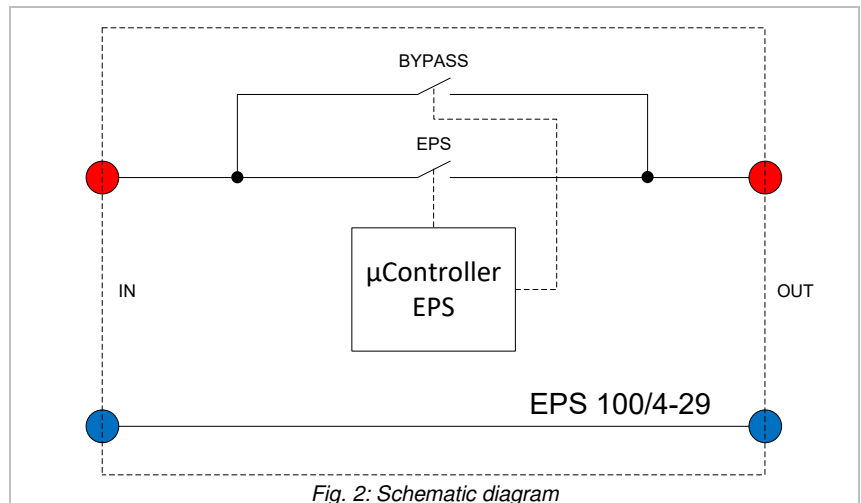 BYPASS
EPS
µController
EPS
IN
OUT
EPS 100/4-29
Fig. 2: Schematic diagram